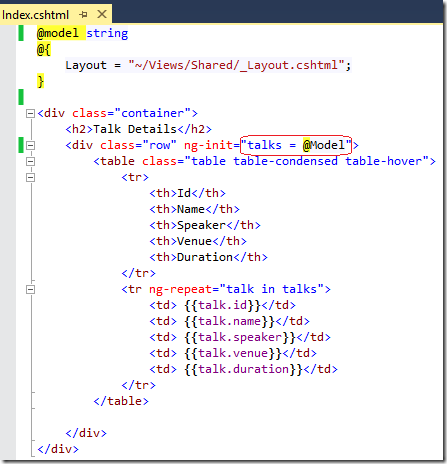 Index.cshtml
@model string
@{
    Layout = "~/Views/Shared/_Layout.cshtml";
}

<div class="container">
    <h2>Talk Details</h2>
    <div class="row" ng-init="talks = @Model">
        <table class="table table-condensed table-hover">
            <tr>
                <th>Id</th>
                <th>Name</th>
                <th>Speaker</th>
                <th>Venue</th>
                <th>Duration</th>
            </tr>
            <tr ng-repeat="talk in talks">
                <td> {{talk.id}}</td>
                <td> {{talk.name}}</td>
                <td> {{talk.speaker}}</td>
                <td> {{talk.venue}}</td>
                <td> {{talk.duration}}</td>
            </tr>
        </table>

    </div>
</div>